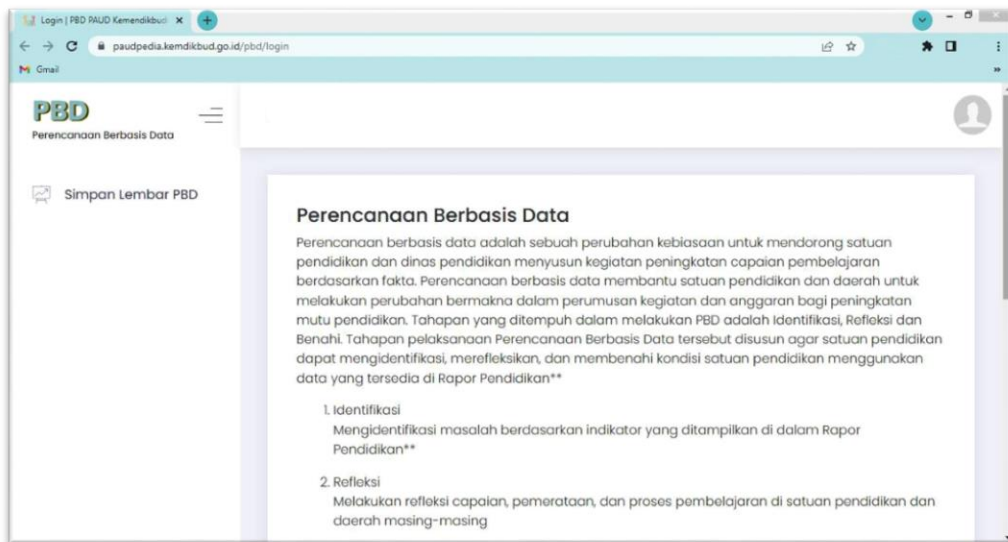 Login | PBD PAUD Kemendikbud
paudpedia.kemdikbud.go.id/pbd/login
Gmail
PBD
Perencanaan Berbasis Data
Simpan Lembar PBD
Perencanaan Berbasis Data
Perencanaan berbasis data adalah sebuah perubahan kebiasaan untuk mendorong satuan
pendidikan dan dinas pendidikan menyusun kegiatan peningkatan capaian pembelajaran
berdasarkan fakta. Perencanaan berbasis data membantu satuan pendidikan dan daerah untuk
melakukan perubahan bermakna dalam perumusan kegiatan dan anggaran bagi peningkatan
mutu pendidikan. Tahapan yang ditempuh dalam melakukan PBD adalah Identifikasi, Refleksi dan
Benahi. Tahapan pelaksanaan Perencanaan Berbasis Data tersebut disusun agar satuan pendidikan
dapat mengidentifikasi, merefleksikan, dan membenahi kondisi satuan pendidikan menggunakan
data yang tersedia di Rapor Pendidikan**
1. Identifikasi
Mengidentifikasi masalah berdasarkan indikator yang ditampilkan di dalam Rapor
Pendidikan**
2. Refleksi
Melakukan refleksi capaian, pemerataan, dan proses pembelajaran di satuan pendidikan dan
daerah masing-masing